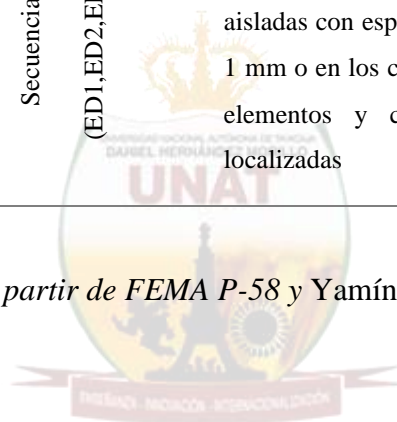 Secuencia
(ED1,ED2,E
aisladas con esp
1 mm o en los c
elementos y c
localizadas
UNIVERSIDAD NACIONAL AUTÓNOMA DE TAYACAJA
DANIEL HERNÁNDEZ MORILLO
UNAT
partir de FEMA P-58 y Yamín
ENSEÑANZA - INNOVACIÓN - INTERNACIONALIZACIÓN